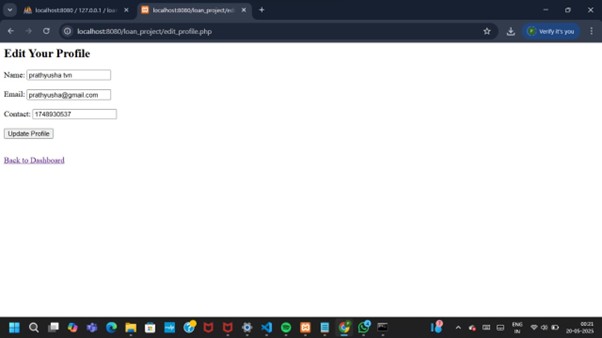 localhost:8080 / 127.0.0.1 / loan
localhost:8080/loan_project/edi
localhost:8080/loan_project/edit_profile.php
Verify it's you
Edit Your Profile
Name: prathyusha tvn
Email: prathyusha@gmail.com
Contact: 1748930537
Update Profile
Back to Dashboard
ENG
IN
00:21
20-05-2025